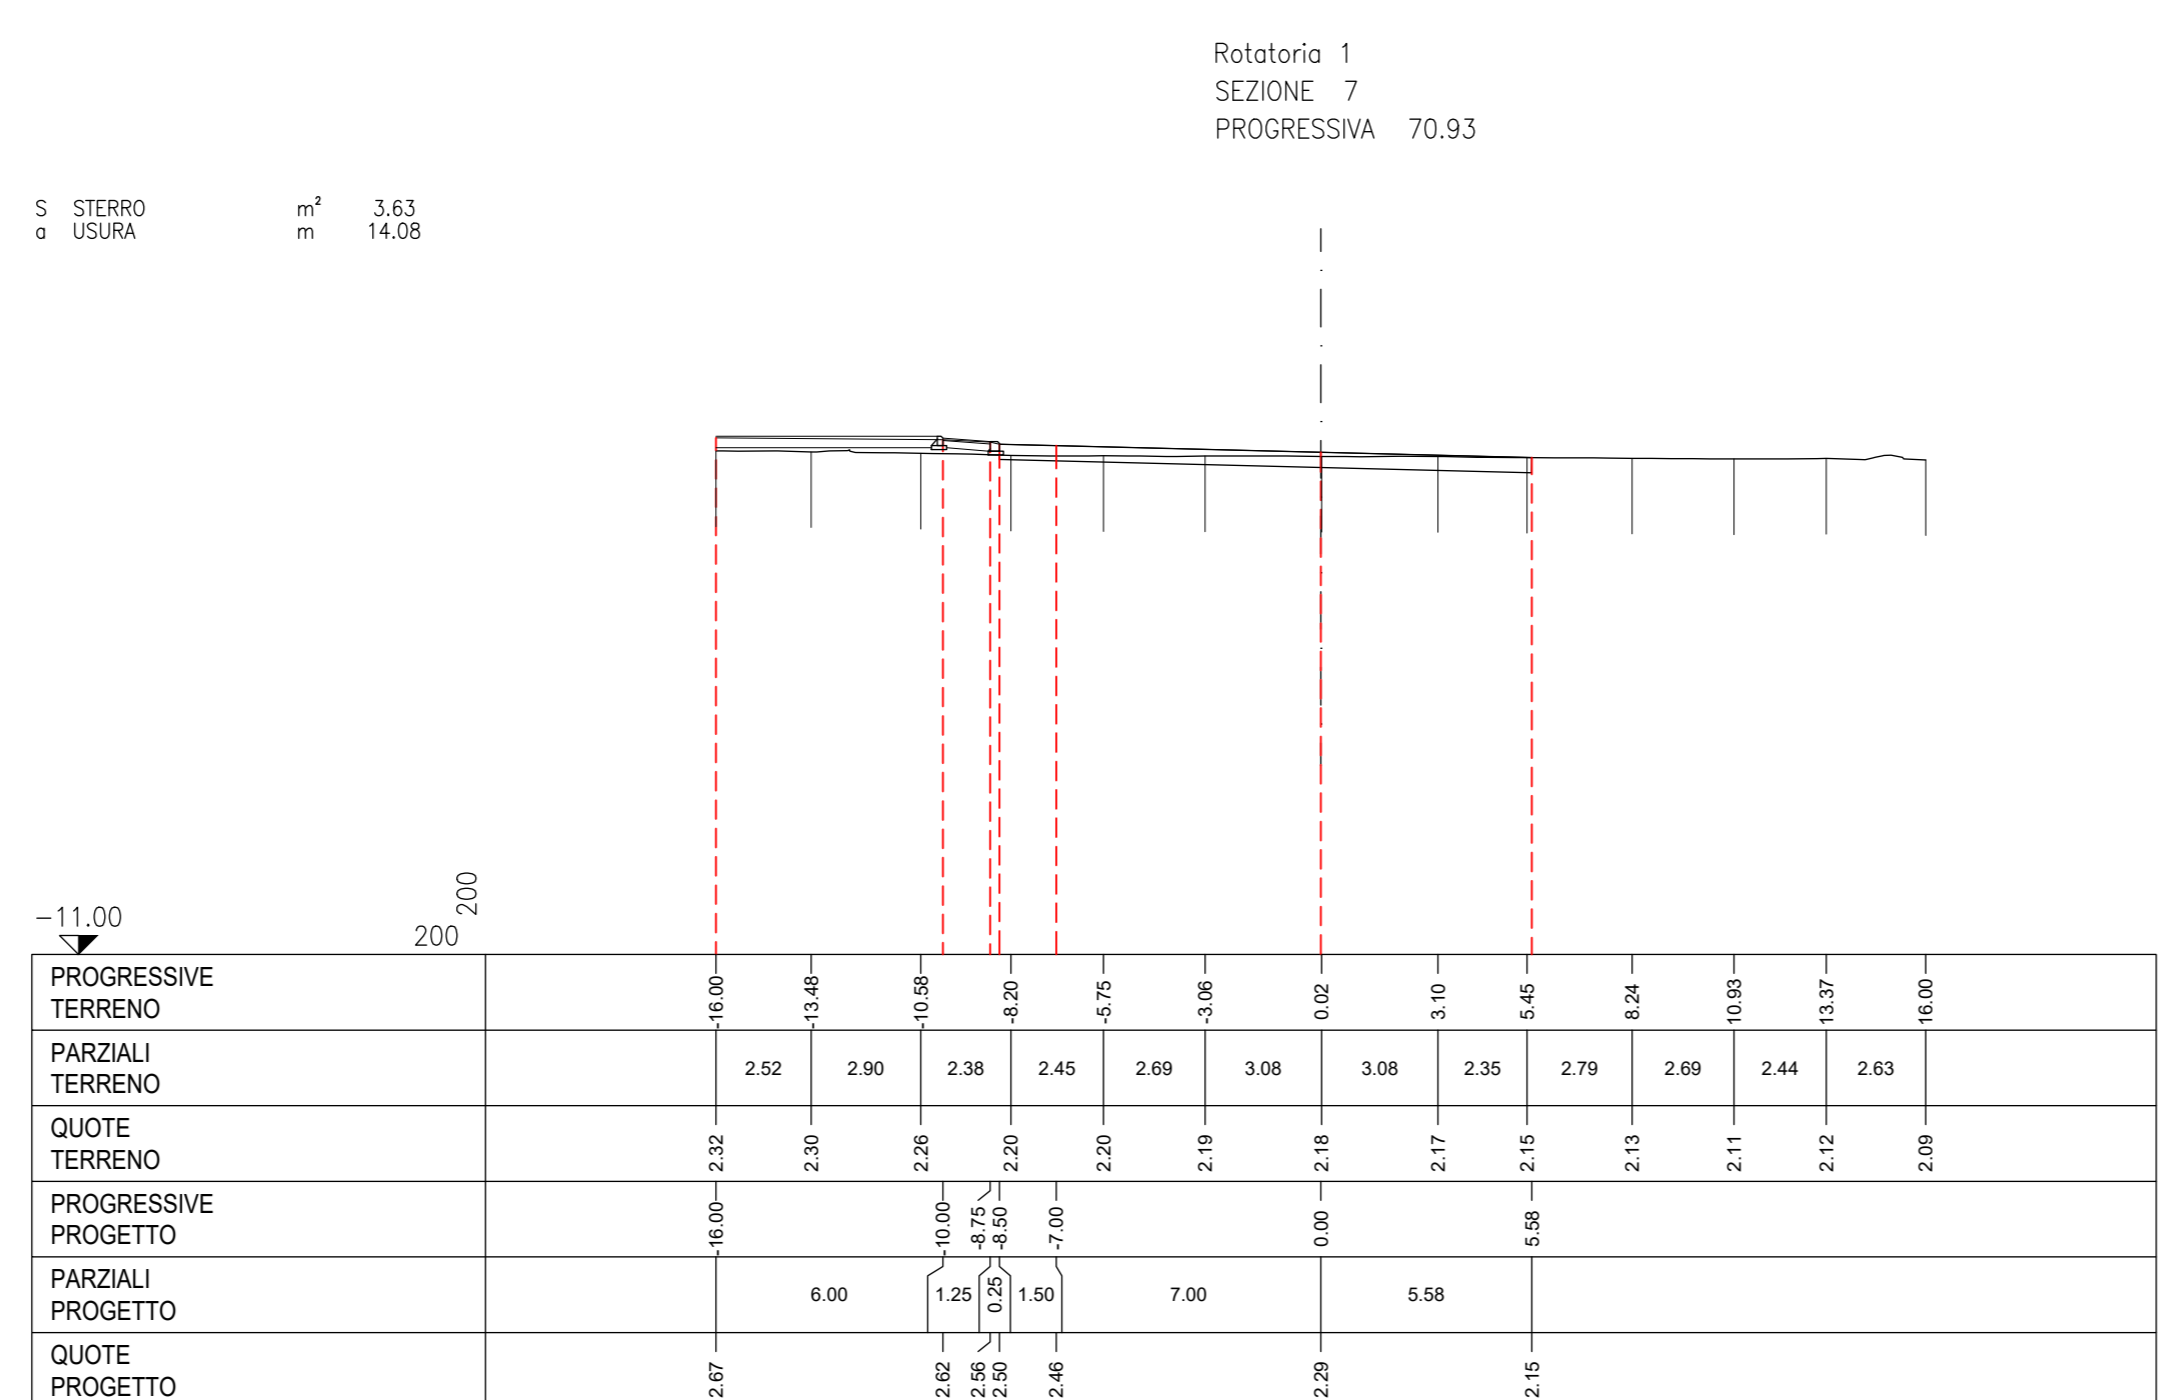 Rotatoria 1
SEZIONE 7
PROGRESSIVA 70.93
S STERRO m² 3.63
a USURA m 14.08
200
-11.00
200
PROGRESSIVE
TERRENO
-16.00 -13.48 -10.58 -8.20 -5.75 -3.06 0.02 3.10 5.45 8.24 10.93 13.37 16.00
PARZIALI
TERRENO
2.52 2.90 2.38 2.45 2.69 3.08 3.08 2.35 2.79 2.69 2.44 2.63
QUOTE
TERRENO
2.32 2.30 2.26 2.20 2.20 2.19 2.18 2.17 2.15 2.13 2.11 2.12 2.09
PROGRESSIVE
PROGETTO
-16.00 -10.00 -8.75 -8.50 -7.00 0.00 5.58
PARZIALI
PROGETTO
6.00 1.25 0.25 1.50 7.00 5.58
QUOTE
PROGETTO
2.67 2.62 2.56 2.50 2.46 2.29 2.15